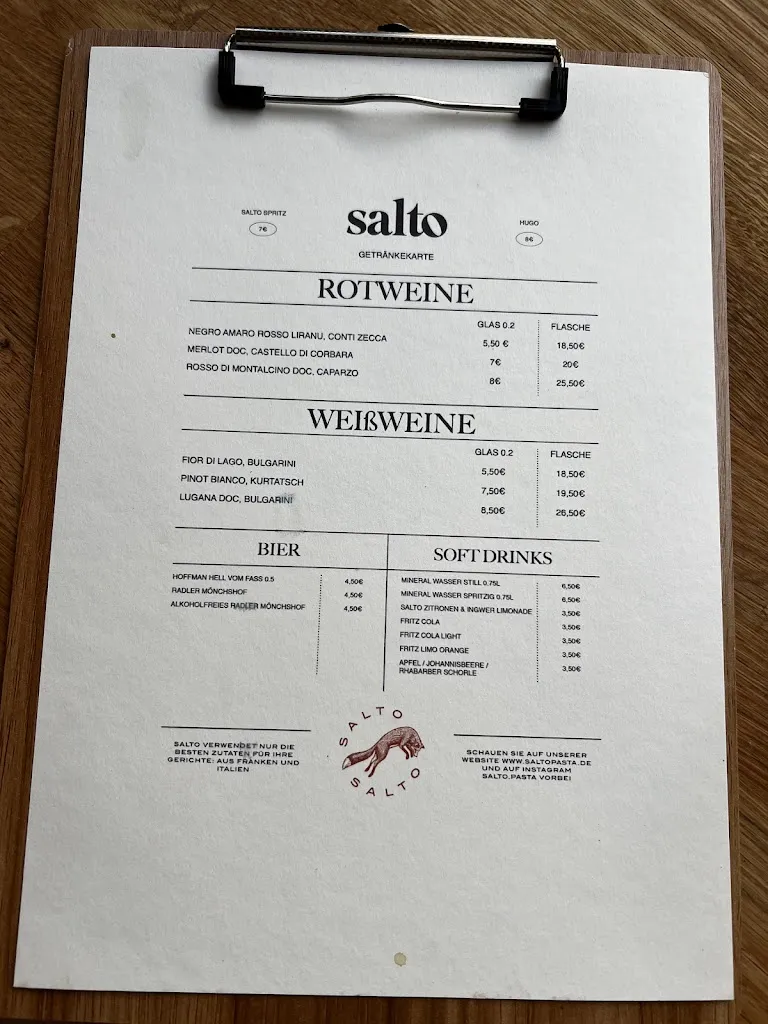 SALTO SPRITZ
7€
salto
HUGO
8€
GETRÄNKEKARTE
ROTWEINE
GLAS 0.2 FLASCHE
NEGRO AMARO ROSSO LIRANU, CONTI ZECCA 5,50 € 18,50€
MERLOT DOC, CASTELLO DI CORBARA 7€ 20€
ROSSO DI MONTALCINO DOC, CAPARZO 8€ 25,50€
WEIßWEINE
GLAS 0.2 FLASCHE
FIOR DI LAGO, BULGARINI 5,50€ 18,50€
PINOT BIANCO, KURTATSCH 7,50€ 19,50€
LUGANA DOC, BULGARINI 8,50€ 26,50€
BIER
HOFFMAN HELL VOM FASS 0.5 4,50€
RADLER MÖNCHSHOF 4,50€
ALKOHOLFREIES RADLER MÖNCHSHOF 4,50€
SOFT DRINKS
MINERAL WASSER STILL 0.75L 6,50€
MINERAL WASSER SPRITZIG 0.75L 6,50€
SALTO ZITRONEN & INGWER LIMONADE 3,50€
FRITZ COLA 3,50€
FRITZ COLA LIGHT 3,50€
FRITZ LIMO ORANGE 3,50€
APFEL / JOHANNISBEERE /
RHABARBER SCHORLE 3,50€
SALTO VERWENDET NUR DIE
BESTEN ZUTATEN FÜR IHRE
GERICHTE: AUS FRANKEN UND
ITALIEN
SALTO
SALTO
SCHAUEN SIE AUF UNSERER
WEBSITE WWW.SALTOPASTA.DE
UND AUF INSTAGRAM
SALTO.PASTA VORBEI